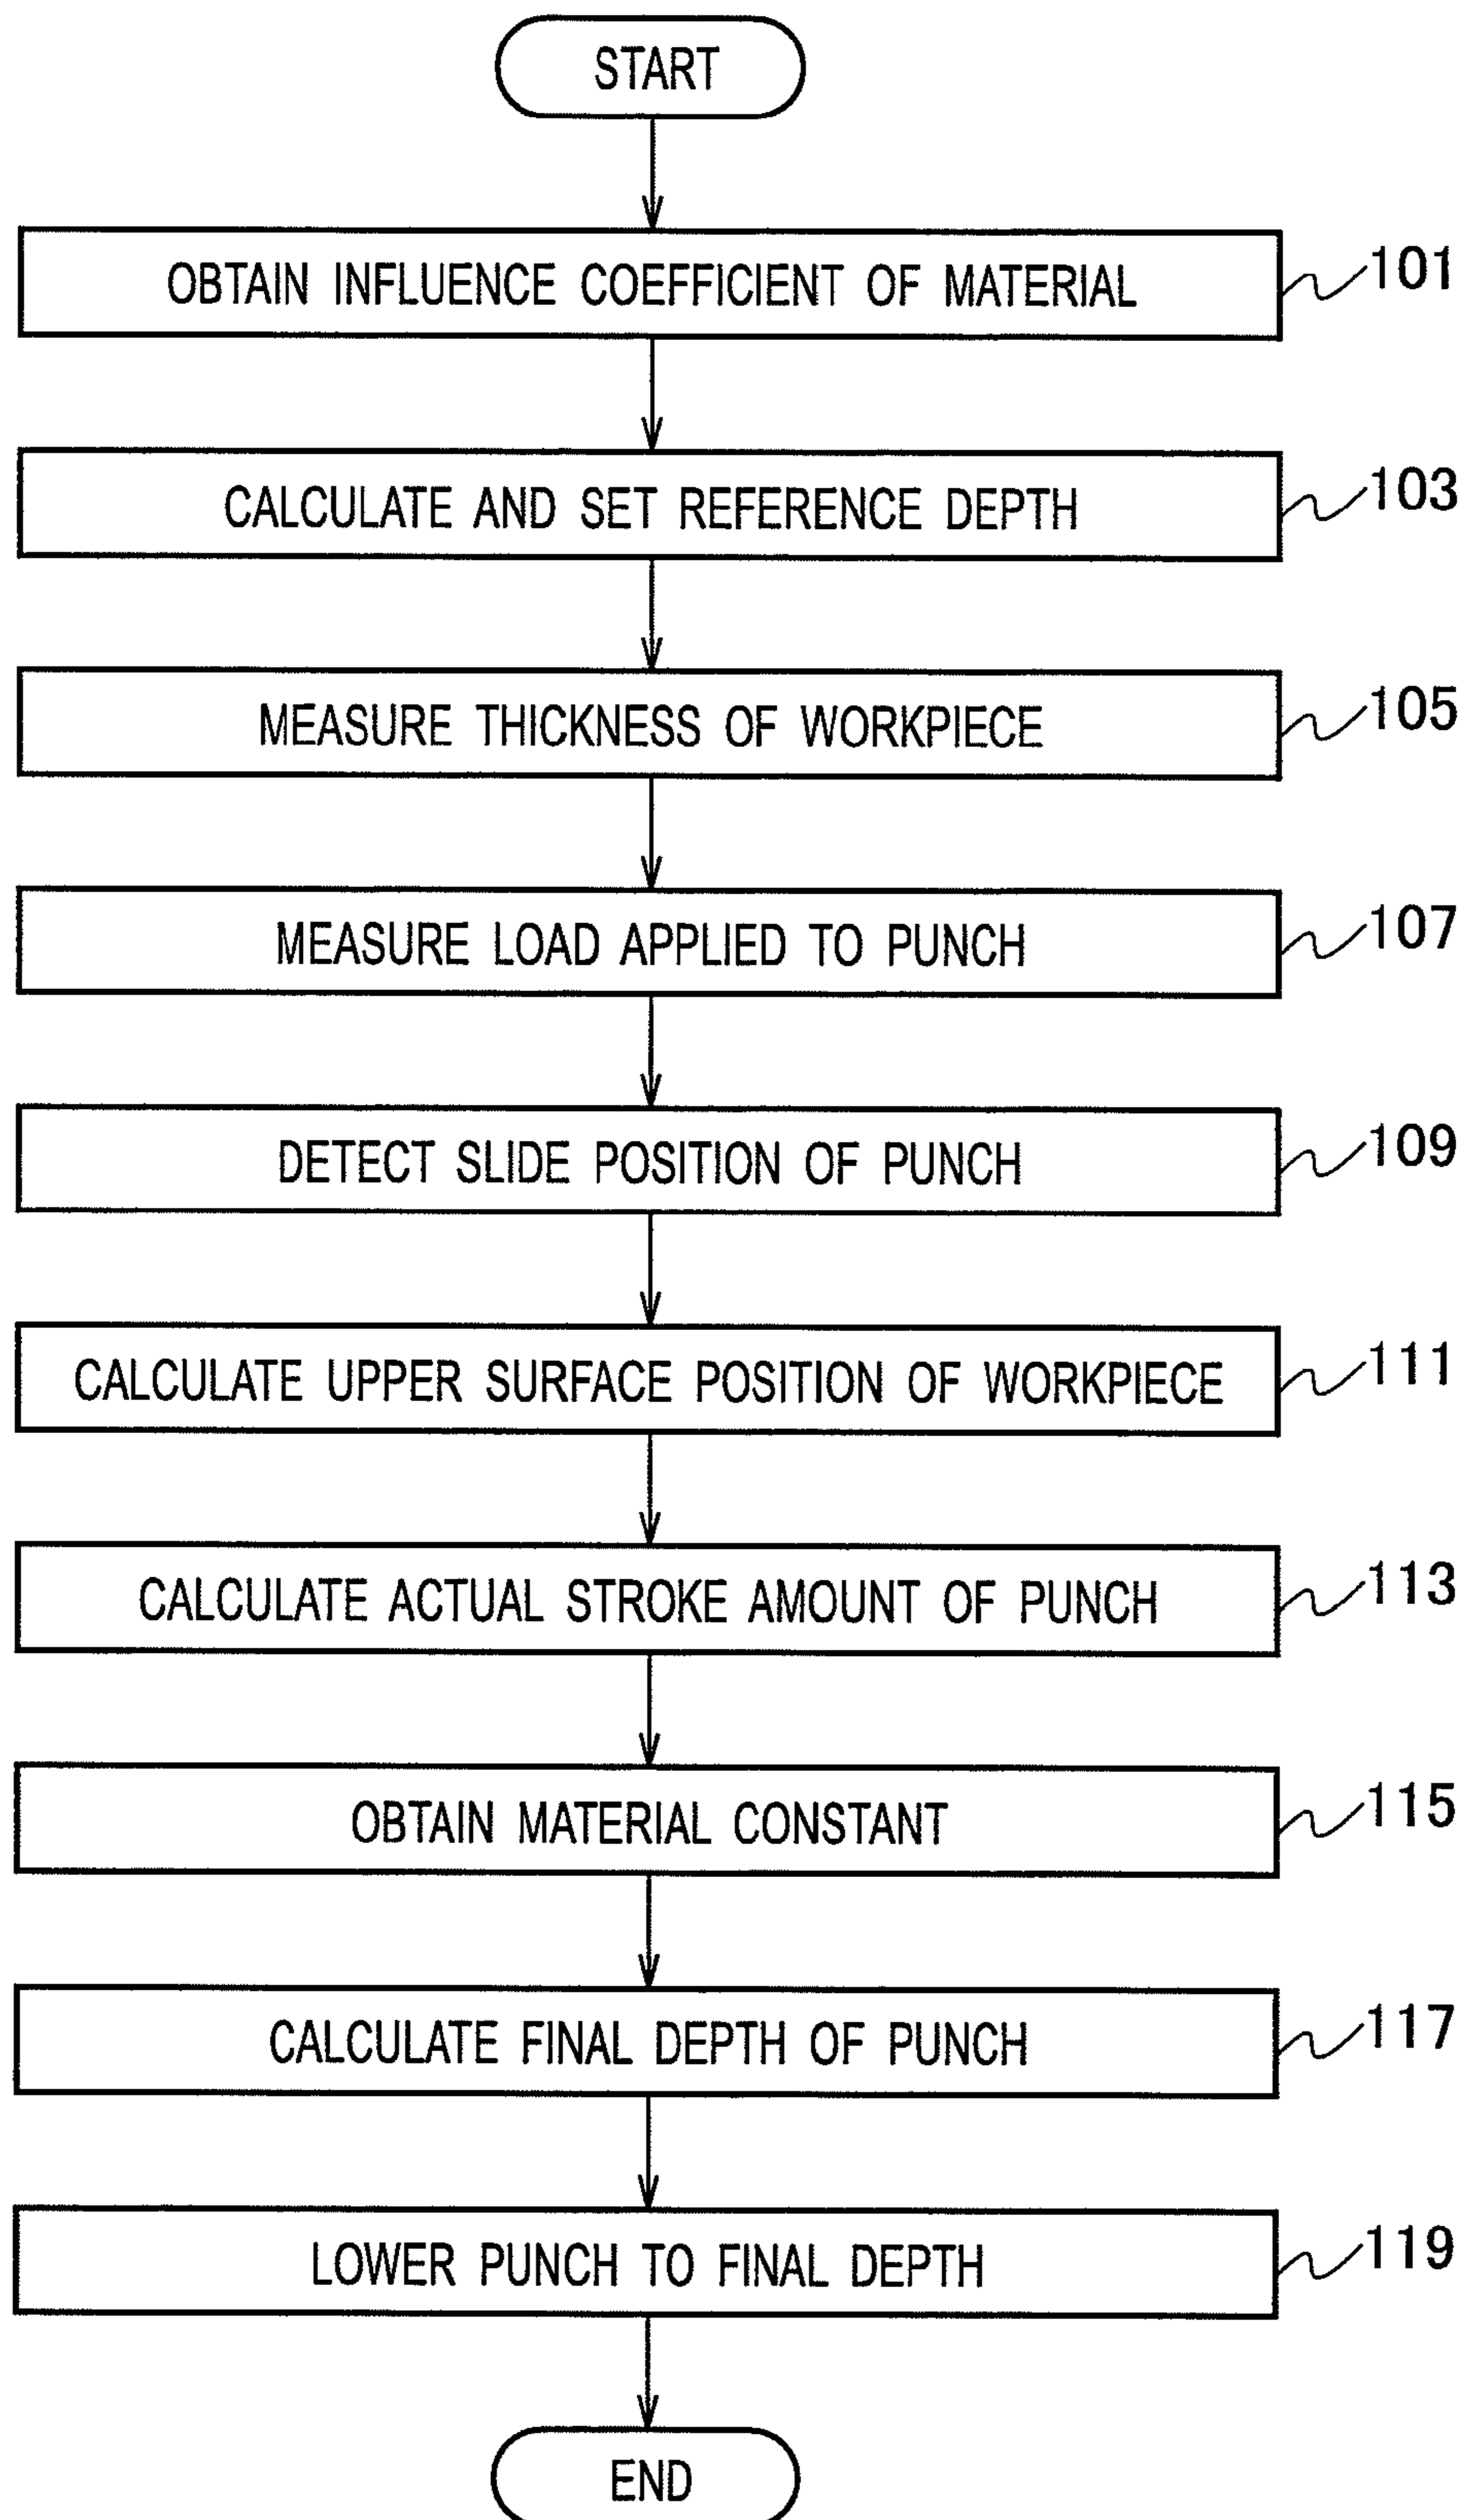 START
OBTAIN INFLUENCE COEFFICIENT OF MATERIAL 101
CALCULATE AND SET REFERENCE DEPTH 103
MEASURE THICKNESS OF WORKPIECE 105
MEASURE LOAD APPLIED TO PUNCH 107
DETECT SLIDE POSITION OF PUNCH 109
CALCULATE UPPER SURFACE POSITION OF WORKPIECE 111
CALCULATE ACTUAL STROKE AMOUNT OF PUNCH 113
OBTAIN MATERIAL CONSTANT 115
CALCULATE FINAL DEPTH OF PUNCH 117
LOWER PUNCH TO FINAL DEPTH 119
END